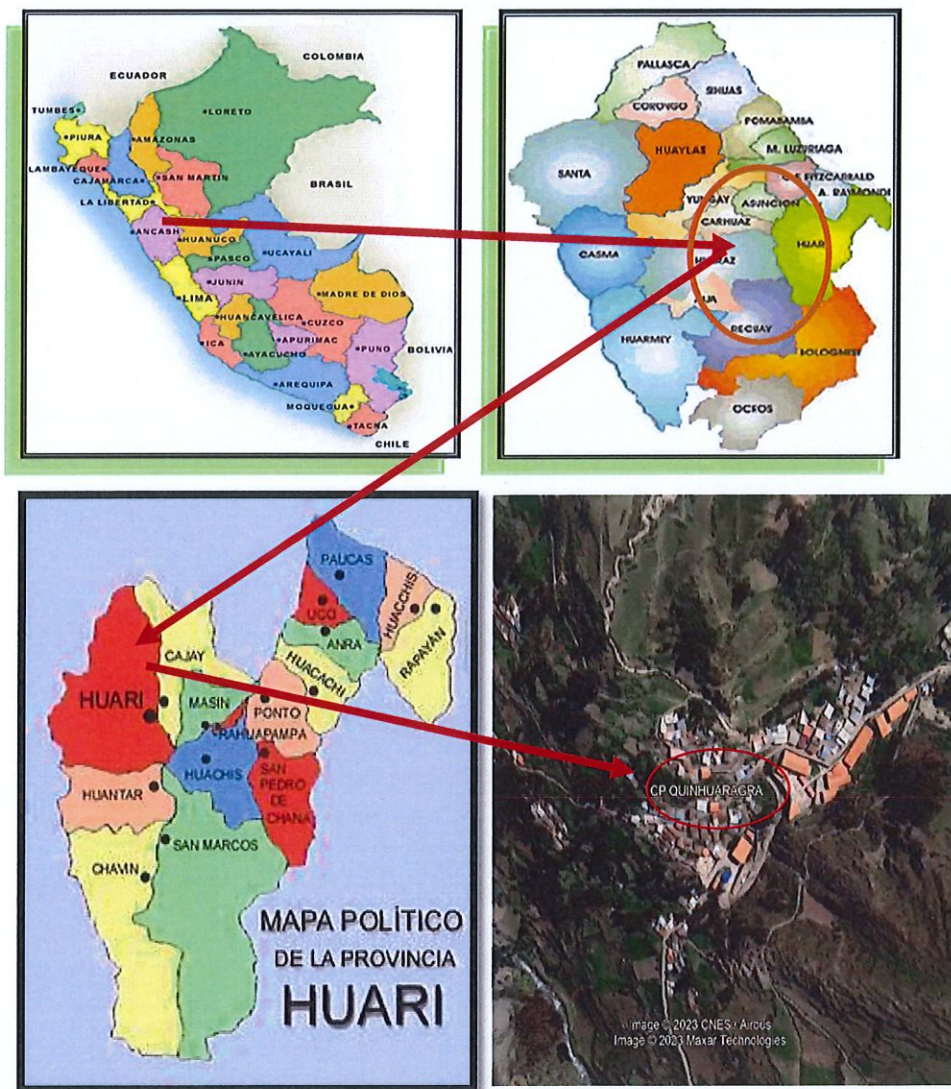 COLOMBIA
ECUADOR
TUMBES
LORETO
PIURA
AMAZONAS
LAMBAYEQUE
SAN MARTIN
CAJAMARCA
BRASIL
LA LIBERTAD
ANCASH
HUANUCO
UCAYALI
PASCO
JUNIN
LIMA
MADRE DE DIOS
HUANCAVELICA
CUZCO
ICA
APURIMAC
PUNO
BOLIVIA
AYACUCHO
AREQUIPA
MOQUEGUA
TACNA
CHILE
PALLASCA
SIHUAS
CORONGO
POMABAMBA
HUAYLAS
M. LUZURIAGA
SANTA
FITZCARRALD
A. RAYMONDI
YUNGAY
ASUNCION
CARHUAZ
HUARI
CASMA
RECUAY
HUARMEY
BOLOGNESI
OCROS
PAUCAS
HUACCHIS
UCO
ANRA
RAPAYÁN
CAJAY
HUACACHI
HUARI
MASIN
PONTO
RAHUAPAMPA
HUACHIS
SAN
PEDRO
DE
CHANA
HUANTAR
SAN MARCOS
CHAVIN
MAPA POLÍTICO
DE LA PROVINCIA
HUARI
CP QUINHUARAGRA
Image © 2023 CNES / Airbus
Image © 2023 Maxar Technologies